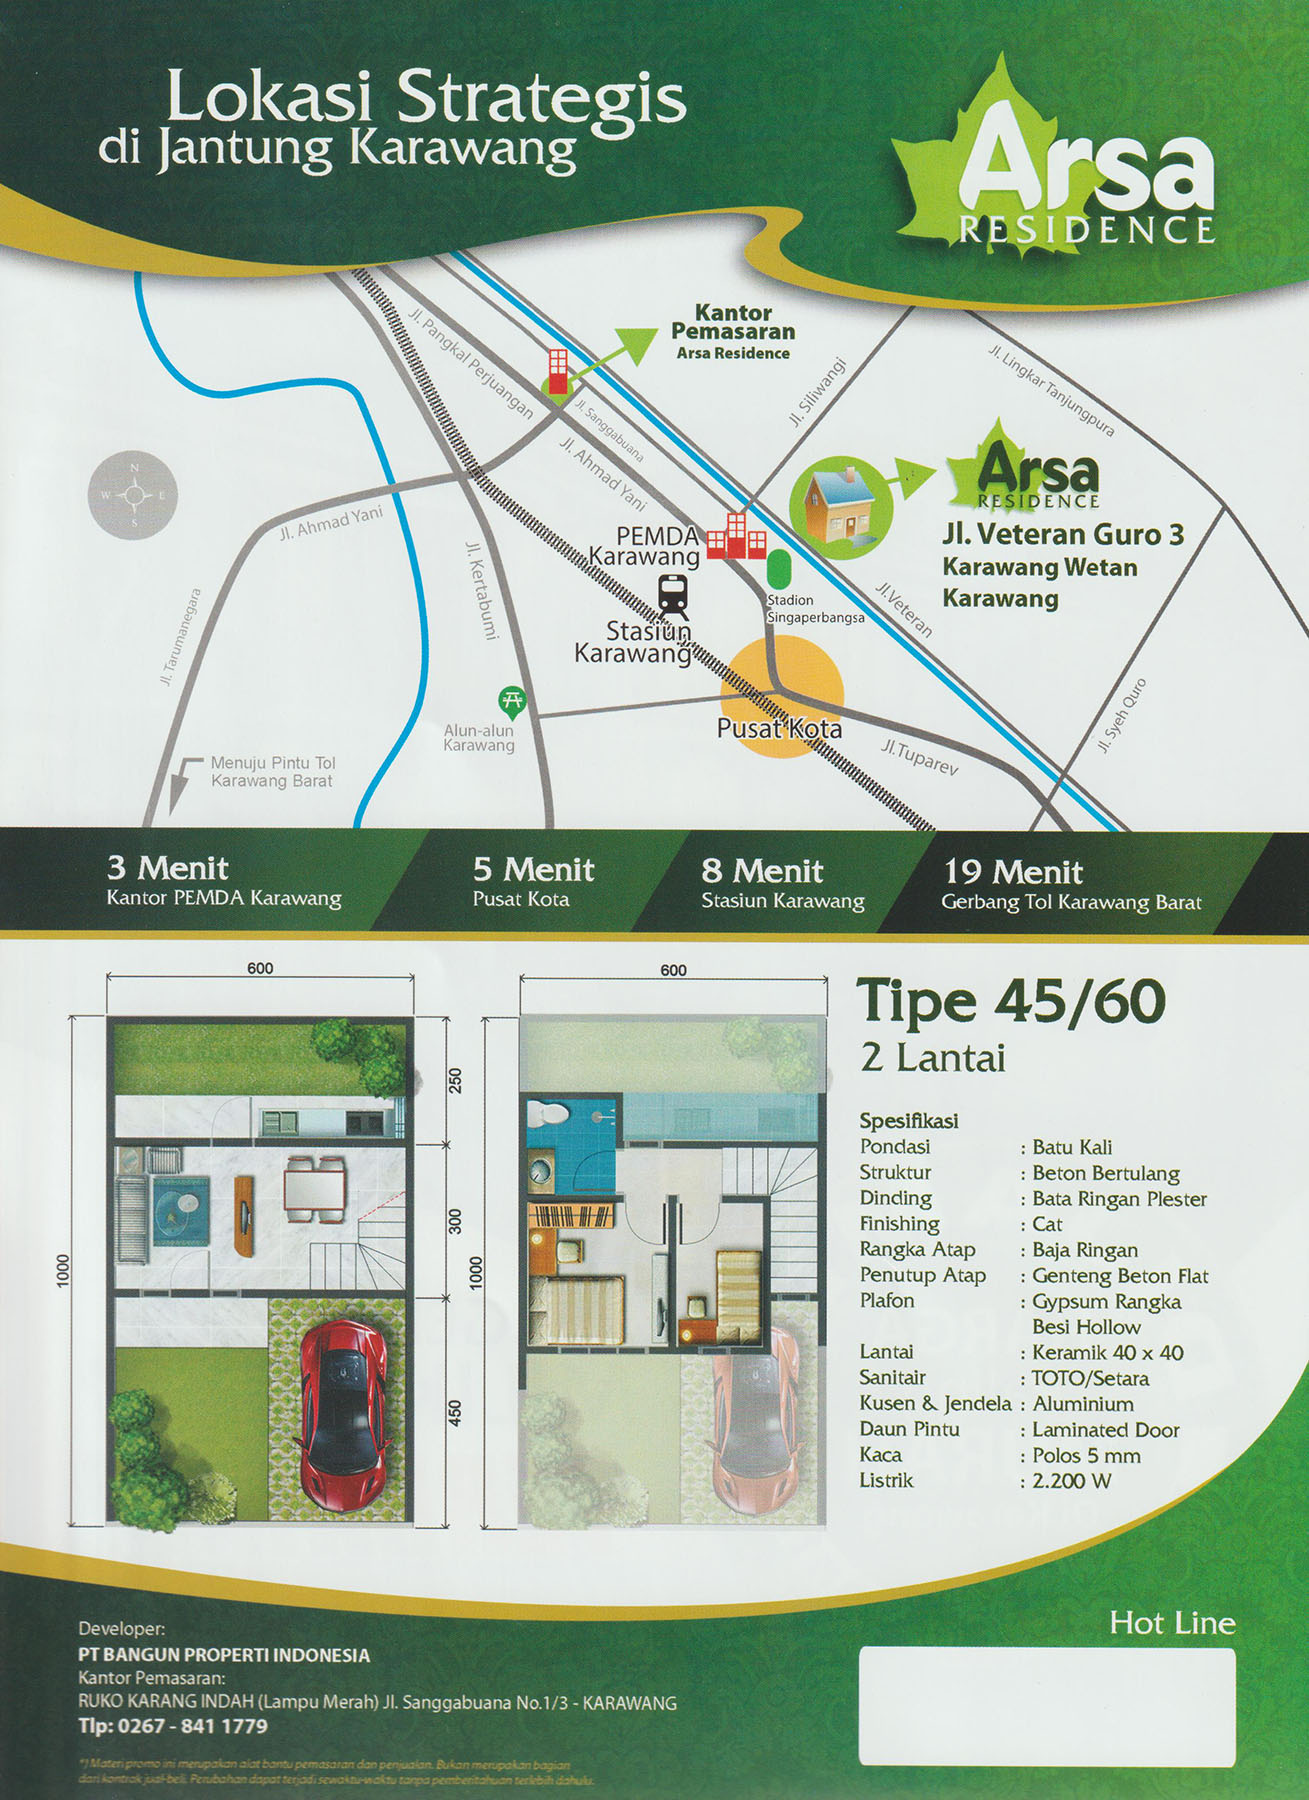 Lokasi Strategis
di Jantung Karawang
Arsa
RESIDENCE
Kantor
Pemasaran
Arsa Residence
Jl. Pangkal Perjuangan
Jl. Sanggabuana
Jl. Siliwangi
Jl. Lingkar Tanjungpura
Jl. Ahmad Yani
Arsa
RESIDENCE
N
W E
S
Jl. Ahmad Yani
PEMDA
Karawang
Jl. Veteran Guro 3
Karawang Wetan
Karawang
Jl. Kertabumi
Jl. Tarumanegara
Stadion
Singaperbangsa
Jl.Veteran
Stasiun
Karawang
Jl. Syeh Quro
Alun-alun
Karawang
Pusat Kota
Jl.Tuparev
Menuju Pintu Tol
Karawang Barat
3 Menit
Kantor PEMDA Karawang
5 Menit
Pusat Kota
8 Menit
Stasiun Karawang
19 Menit
Gerbang Tol Karawang Barat
600
1000
250
300
450
600
1000
Tipe 45/60
2 Lantai
Spesifikasi
Pondasi : Batu Kali
Struktur : Beton Bertulang
Dinding : Bata Ringan Plester
Finishing : Cat
Rangka Atap : Baja Ringan
Penutup Atap : Genteng Beton Flat
Plafon : Gypsum Rangka
Besi Hollow
Lantai : Keramik 40 x 40
Sanitair : TOTO/Setara
Kusen & Jendela : Aluminium
Daun Pintu : Laminated Door
Kaca : Polos 5 mm
Listrik : 2.200 W
Developer:
PT BANGUN PROPERTI INDONESIA
Kantor Pemasaran:
RUKO KARANG INDAH (Lampu Merah) Jl. Sanggabuana No.1/3 - KARAWANG
Tlp: 0267 - 841 1779
*) Materi promo ini merupakan alat bantu pemasaran dan penjualan. Bukan merupakan bagian
dari kontrak jual-beli. Perubahan dapat terjadi sewaktu-waktu tanpa pemberitahuan terlebih dahulu.
Hot Line